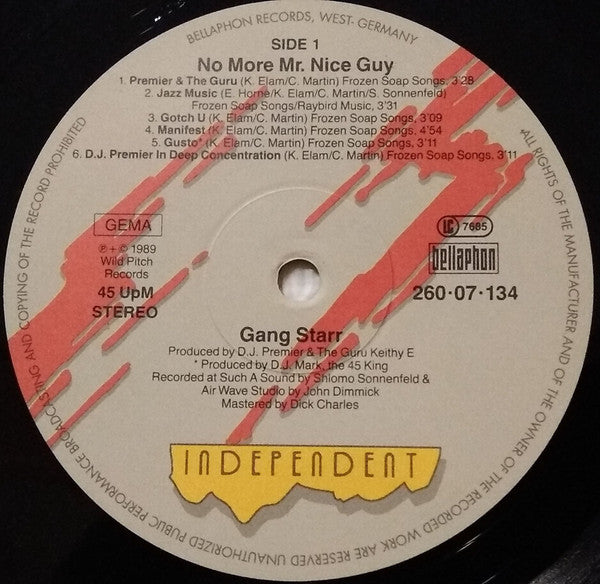 BELLAPHON RECORDS, WEST-GERMANY
SIDE 1
No More Mr. Nice Guy
1. Premier & The Guru (K. Elam/C. Martin) Frozen Soap Songs. 3'28
2. Jazz Music (E. Horne/K. Elam/C. Martin/S. Sonnenfeld)
Frozen Soap Songs/Raybird Music, 3'31
3. Gotch U (K. Elam/C. Martin) Frozen Soap Songs, 3'09
4. Manifest (K. Elam/C. Martin) Frozen Soap Songs. 4'54
5. Gusto* (K. Elam/C. Martin) Frozen Soap Songs, 3'11
6. D.J. Premier In Deep Concentration (K. Elam/C. Martin) Frozen Soap Songs. 3'11
GEMA
LC 7685
℗ + © 1989
Wild Pitch
Records
bellaphon
45 UpM
STEREO
260·07·134
Gang Starr
Produced by D.J. Premier & The Guru Keithy E
* Produced by D.J. Mark, the 45 King
Recorded at Such A Sound by Shlomo Sonnenfeld &
Air Wave Studio by John Dimmick
Mastered by Dick Charles
INDEPENDENT
ALL RIGHTS OF THE MANUFACTURER AND OF THE OWNER OF THE RECORDED WORK ARE RESERVED UNAUTHORIZED PUBLIC PERFORMANCE BROADCASTING AND COPYING OF THE RECORD PROHIBITED